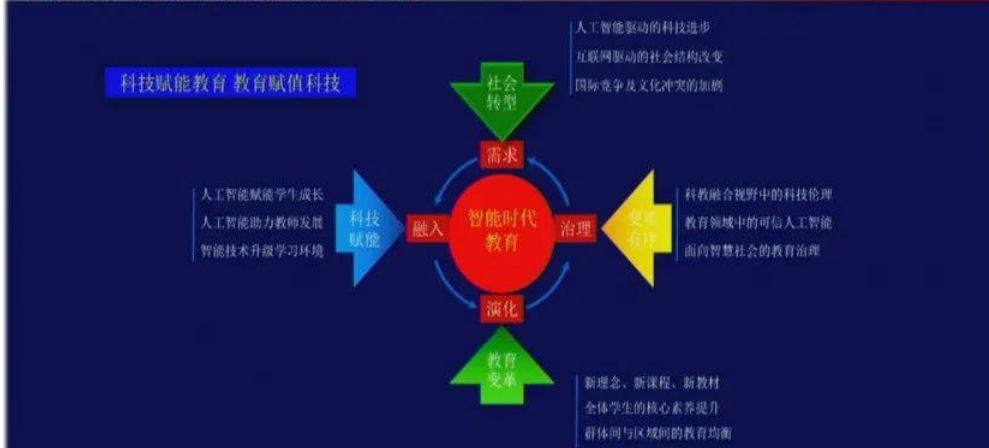 人工智能驱动的科技进步
互联网驱动的社会结构改变
国际竞争及文化冲突的加剧
科技赋能教育 教育赋值科技
社会
转型
需求
人工智能赋能学生成长
人工智能助力教师发展
智能技术升级学习环境
科技
赋能
融入
智能时代
教育
治理
变革
有序
科教融合视野中的科技伦理
教育领域中的可信人工智能
面向智慧社会的教育治理
演化
教育
变革
新理念、新课程、新教材
全体学生的核心素养提升
群体间与区域间的教育均衡